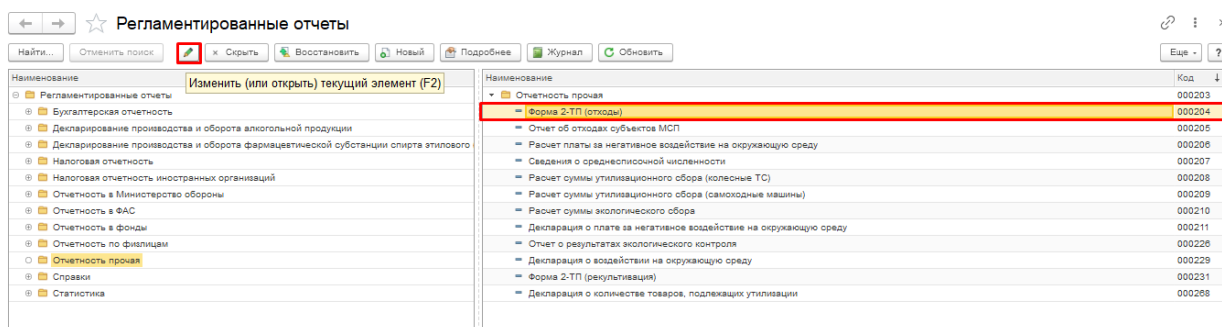 Регламентированные отчеты
Найти... Отменить поиск × Скрыть Восстановить Новый Подробнее Журнал Обновить Еще ?
Изменить (или открыть) текущий элемент (F2)
Наименование
Регламентированные отчеты
Бухгалтерская отчетность
Декларирование производства и оборота алкогольной продукции
Декларирование производства и оборота фармацевтической субстанции спирта этилового
Налоговая отчетность
Налоговая отчетность иностранных организаций
Отчетность в Министерство обороны
Отчетность в ФАС
Отчетность в фонды
Отчетность по физлицам
Отчетность прочая
Справки
Статистика
Наименование Код ↓
Отчетность прочая 000203
Форма 2-ТП (отходы) 000204
Отчет об отходах субъектов МСП 000205
Расчет платы за негативное воздействие на окружающую среду 000206
Сведения о среднесписочной численности 000207
Расчет суммы утилизационного сбора (колесные ТС) 000208
Расчет суммы утилизационного сбора (самоходные машины) 000209
Расчет суммы экологического сбора 000210
Декларация о плате за негативное воздействие на окружающую среду 000211
Отчет о результатах экологического контроля 000226
Декларация о воздействии на окружающую среду 000229
Форма 2-ТП (рекультивация) 000231
Декларация о количестве товаров, подлежащих утилизации 000268